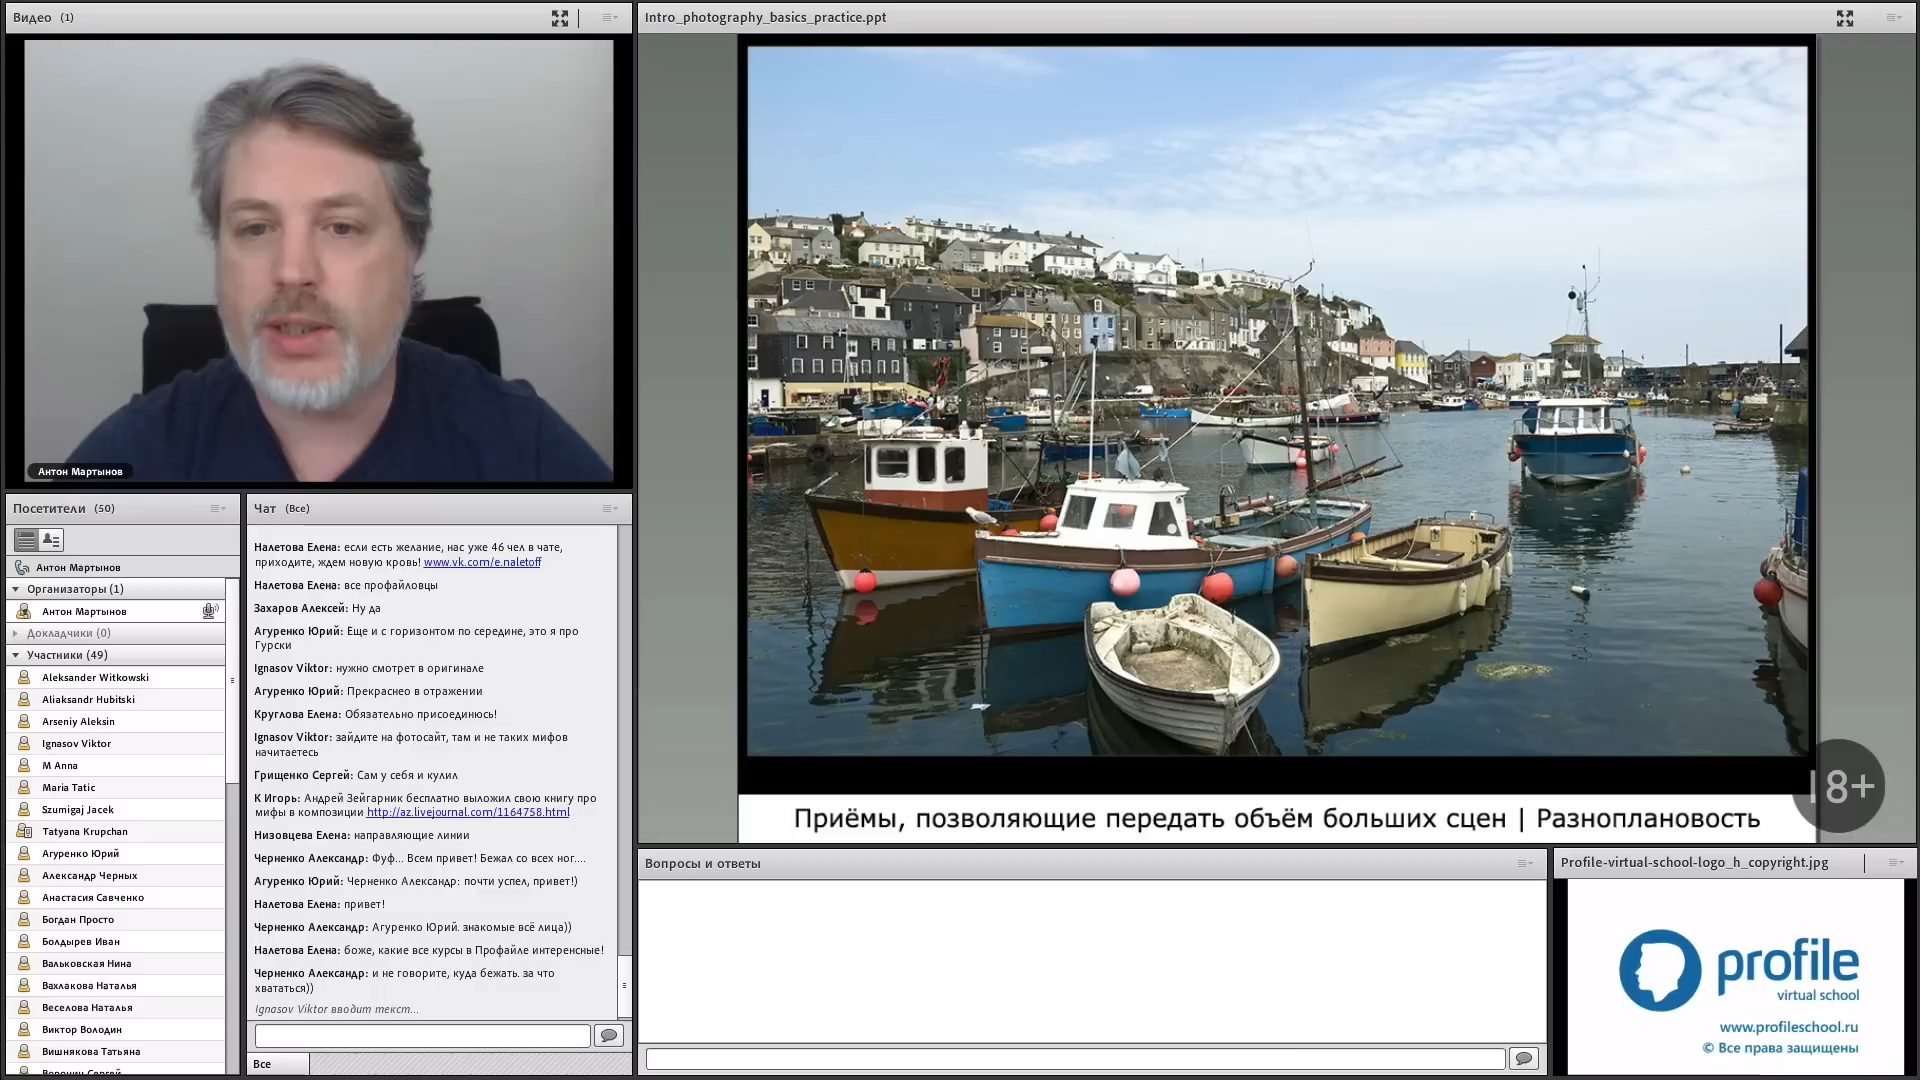 Видео (1)
Антон Мартынов
Посетители (50)
Антон Мартынов
Организаторы (1)
Антон Мартынов
Докладчики (0)
Участники (49)
Aleksander Witkowski
Aliaksandr Hubitski
Arseniy Aleksin
Ignasov Viktor
M Anna
Maria Tatic
Szumigaj Jacek
Tatyana Krupchan
Агуренко Юрий
Александр Черных
Анастасия Савченко
Богдан Просто
Болдырев Иван
Вальковская Нина
Вахлакова Наталья
Веселова Наталья
Виктор Володин
Вишнякова Татьяна
Чат (Все)
Налетова Елена: если есть желание, нас уже 46 чел в чате,
приходите, ждем новую кровь! www.vk.com/e.naletoff
Налетова Елена: все профайловцы
Захаров Алексей: Ну да
Агуренко Юрий: Еще и с горизонтом по середине, это я про
Гурски
Ignasov Viktor: нужно смотрет в оригинале
Агуренко Юрий: Прекраснео в отражении
Круглова Елена: Обязательно присоединюсь!
Ignasov Viktor: зайдите на фотосайт, там и не таких мифов
начитаетесь
Грищенко Сергей: Сам у себя и кулил
К Игорь: Андрей Зейгарник бесплатно выложил свою книгу про
мифы в композиции http://az.livejournal.com/1164758.html
Низовцева Елена: направляющие линии
Черненко Александр: Фуф... Всем привет! Бежал со всех ног....
Агуренко Юрий: Черненко Александр: почти успел, привет!)
Налетова Елена: привет!
Черненко Александр: Агуренко Юрий. знакомые всё лица))
Налетова Елена: боже, какие все курсы в Профайле интеренсные!
Черненко Александр: и не говорите, куда бежать. за что
хвататься))
Ignasov Viktor вводит текст...
Все
Intro_photography_basics_practice.ppt
18+
Приёмы, позволяющие передать объём больших сцен | Разноплановость
Вопросы и ответы
Profile-virtual-school-logo_h_copyright.jpg
profile
virtual school
www.profileschool.ru
© Все права защищены